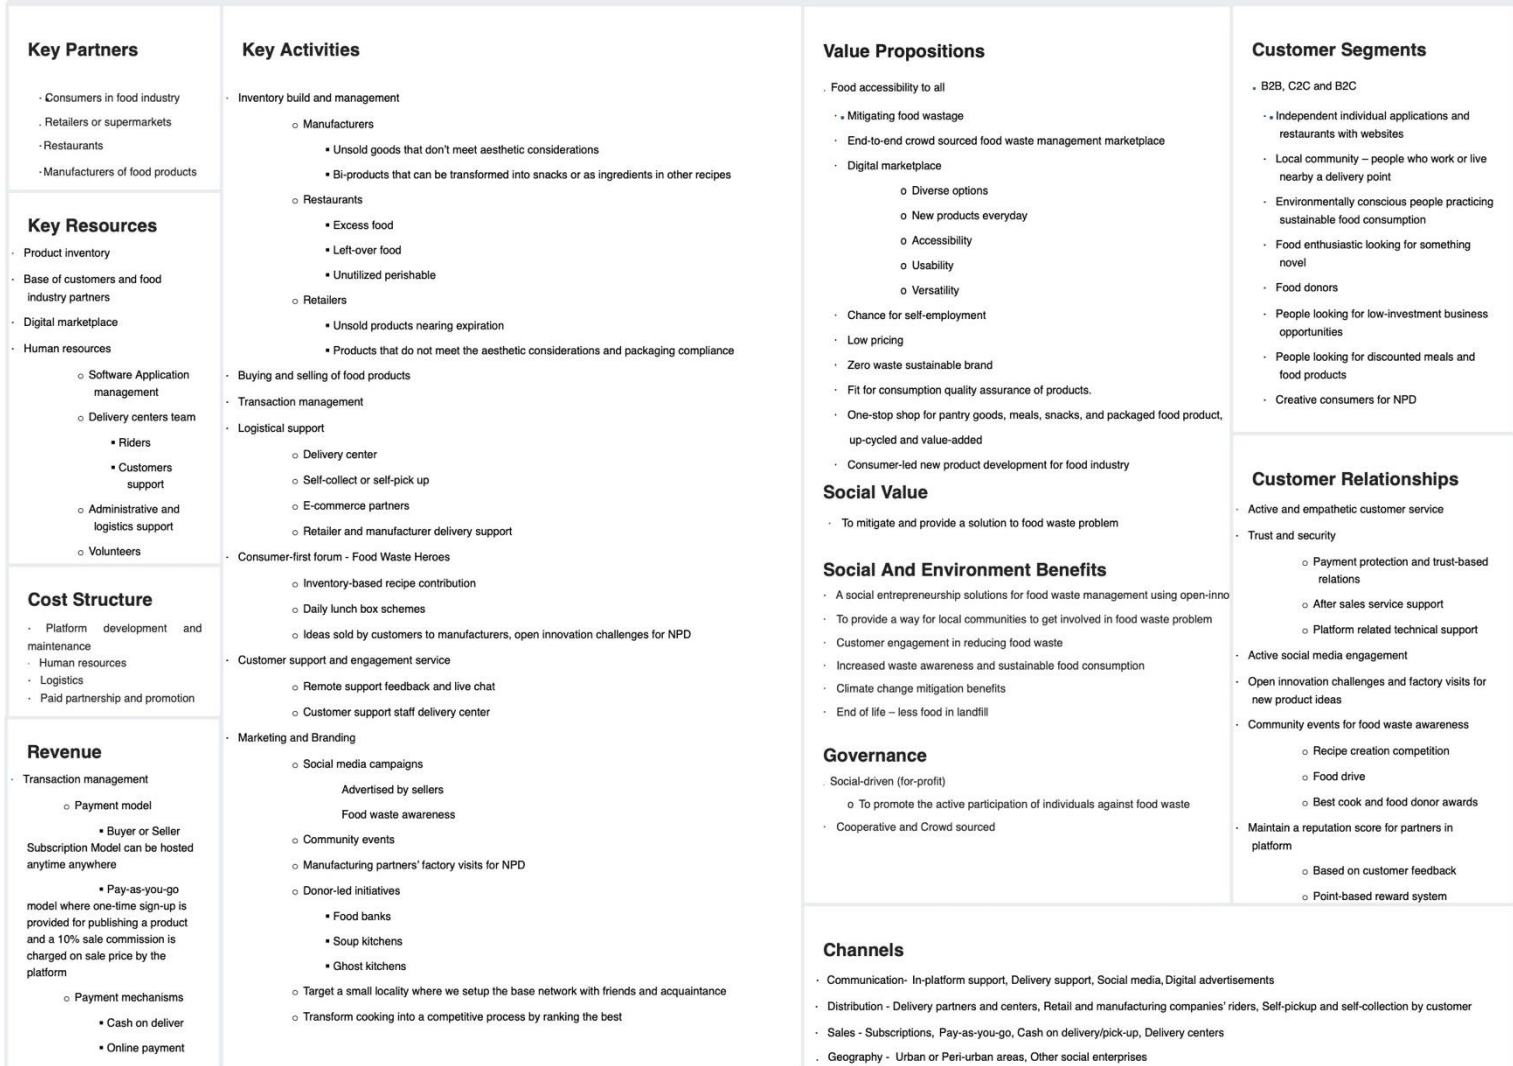 Key Partners
· Consumers in food industry
. Retailers or supermarkets
· Restaurants
· Manufacturers of food products
Key Resources
· Product inventory
· Base of customers and food
industry partners
· Digital marketplace
· Human resources
o Software Application
management
o Delivery centers team
▪ Riders
▪ Customers
support
o Administrative and
logistics support
o Volunteers
Cost Structure
· Platform development and
maintenance
· Human resources
· Logistics
· Paid partnership and promotion
Revenue
· Transaction management
o Payment model
▪ Buyer or Seller
Subscription Model can be hosted
anytime anywhere
▪ Pay-as-you-go
model where one-time sign-up is
provided for publishing a product
and a 10% sale commission is
charged on sale price by the
platform
o Payment mechanisms
▪ Cash on deliver
▪ Online payment
Key Activities
· Inventory build and management
o Manufacturers
▪ Unsold goods that don’t meet aesthetic considerations
▪ Bi-products that can be transformed into snacks or as ingredients in other recipes
o Restaurants
▪ Excess food
▪ Left-over food
▪ Unutilized perishable
o Retailers
▪ Unsold products nearing expiration
▪ Products that do not meet the aesthetic considerations and packaging compliance
· Buying and selling of food products
· Transaction management
· Logistical support
o Delivery center
o Self-collect or self-pick up
o E-commerce partners
o Retailer and manufacturer delivery support
· Consumer-first forum - Food Waste Heroes
o Inventory-based recipe contribution
o Daily lunch box schemes
o Ideas sold by customers to manufacturers, open innovation challenges for NPD
· Customer support and engagement service
o Remote support feedback and live chat
o Customer support staff delivery center
· Marketing and Branding
o Social media campaigns
Advertised by sellers
Food waste awareness
o Community events
o Manufacturing partners’ factory visits for NPD
o Donor-led initiatives
▪ Food banks
▪ Soup kitchens
▪ Ghost kitchens
o Target a small locality where we setup the base network with friends and acquaintance
o Transform cooking into a competitive process by ranking the best
Value Propositions
. Food accessibility to all
· Mitigating food wastage
· End-to-end crowd sourced food waste management marketplace
· Digital marketplace
o Diverse options
o New products everyday
o Accessibility
o Usability
o Versatility
· Chance for self-employment
· Low pricing
· Zero waste sustainable brand
· Fit for consumption quality assurance of products.
· One-stop shop for pantry goods, meals, snacks, and packaged food product,
up-cycled and value-added
· Consumer-led new product development for food industry
Social Value
· To mitigate and provide a solution to food waste problem
Social And Environment Benefits
· A social entrepreneurship solutions for food waste management using open-inno
· To provide a way for local communities to get involved in food waste problem
· Customer engagement in reducing food waste
· Increased waste awareness and sustainable food consumption
· Climate change mitigation benefits
· End of life – less food in landfill
Governance
. Social-driven (for-profit)
o To promote the active participation of individuals against food waste
· Cooperative and Crowd sourced
Customer Segments
• B2B, C2C and B2C
· Independent individual applications and
restaurants with websites
· Local community – people who work or live
nearby a delivery point
· Environmentally conscious people practicing
sustainable food consumption
· Food enthusiastic looking for something
novel
· Food donors
· People looking for low-investment business
opportunities
· People looking for discounted meals and
food products
· Creative consumers for NPD
Customer Relationships
· Active and empathetic customer service
· Trust and security
o Payment protection and trust-based
relations
o After sales service support
o Platform related technical support
· Active social media engagement
· Open innovation challenges and factory visits for
new product ideas
· Community events for food waste awareness
o Recipe creation competition
o Food drive
o Best cook and food donor awards
· Maintain a reputation score for partners in
platform
o Based on customer feedback
o Point-based reward system
Channels
· Communication- In-platform support, Delivery support, Social media, Digital advertisements
· Distribution - Delivery partners and centers, Retail and manufacturing companies’ riders, Self-pickup and self-collection by customer
· Sales - Subscriptions, Pay-as-you-go, Cash on delivery/pick-up, Delivery centers
. Geography - Urban or Peri-urban areas, Other social enterprises